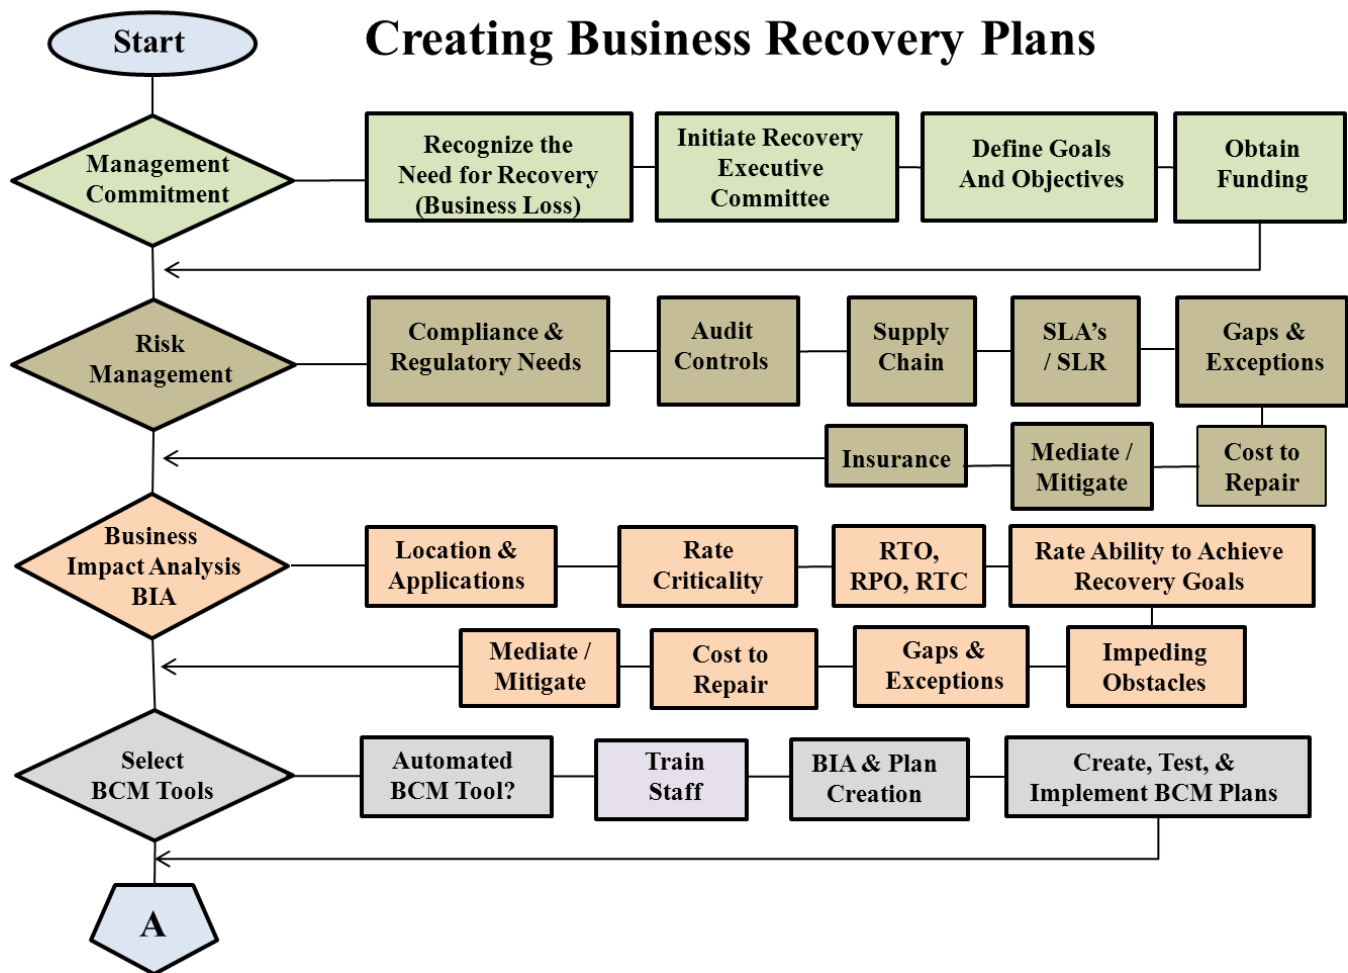 Start
Creating Business Recovery Plans
Management
Commitment
Recognize the
Need for Recovery
(Business Loss)
Initiate Recovery
Executive
Committee
Define Goals
And Objectives
Obtain
Funding
Risk
Management
Compliance &
Regulatory Needs
Audit
Controls
Supply
Chain
SLA's
/ SLR
Gaps &
Exceptions
Insurance
Mediate /
Mitigate
Cost to
Repair
Business
Impact Analysis
BIA
Location &
Applications
Rate
Criticality
RTO,
RPO, RTC
Rate Ability to Achieve
Recovery Goals
Mediate /
Mitigate
Cost to
Repair
Gaps &
Exceptions
Impeding
Obstacles
Select
BCM Tools
Automated
BCM Tool?
Train
Staff
BIA & Plan
Creation
Create, Test, &
Implement BCM Plans
A